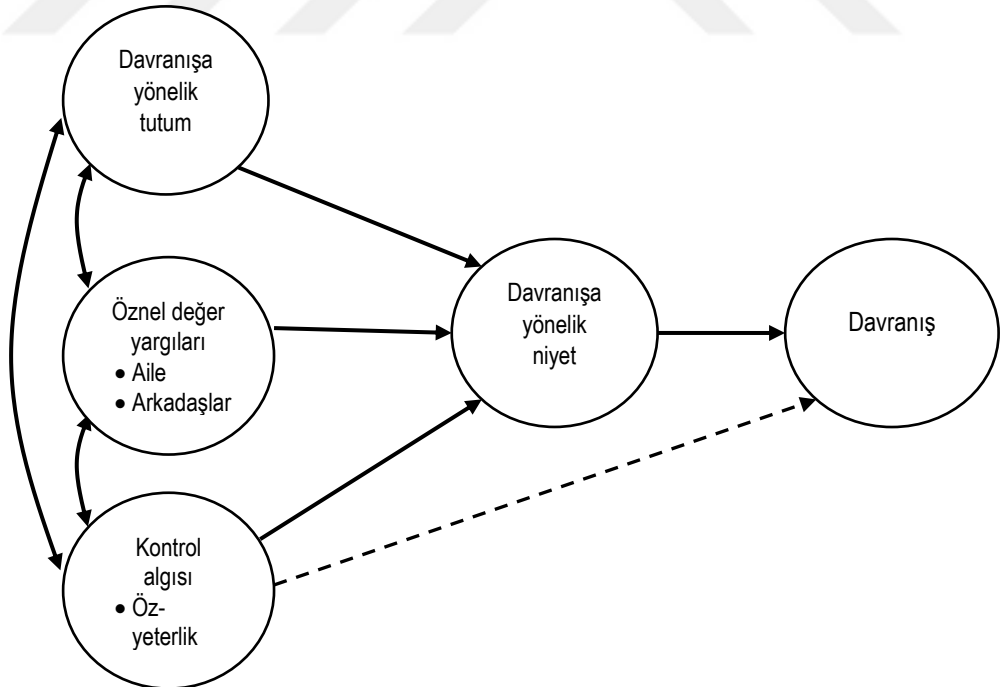 Davranışa
yönelik
tutum
Öznel değer
yargıları
• Aile
• Arkadaşlar
Kontrol
algısı
• Öz-
yeterlik
Davranışa
yönelik
niyet
Davranış